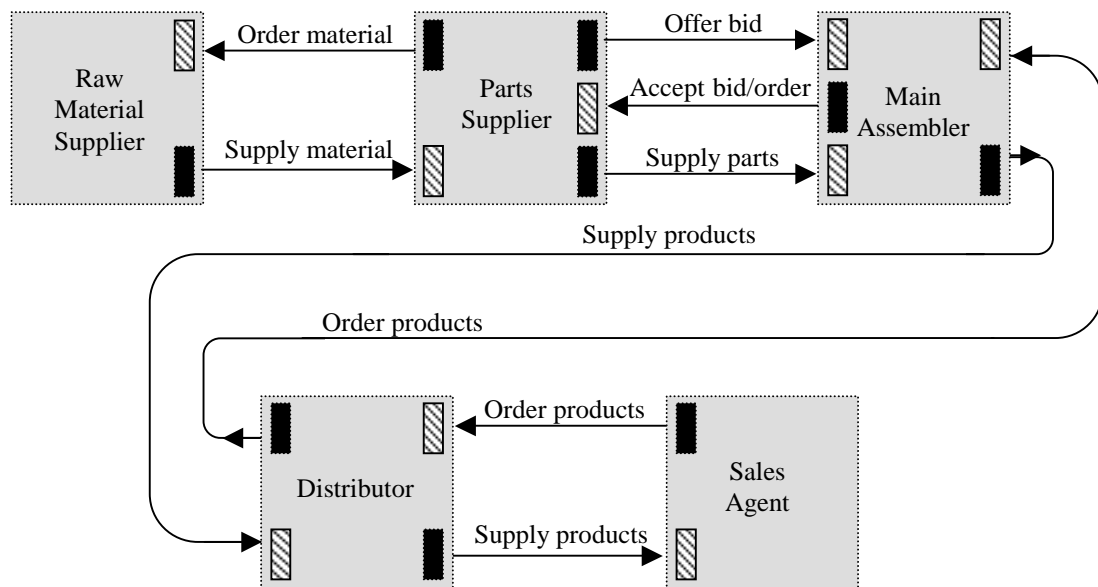 Order material
Offer bid
Raw
Material
Supplier
Parts
Supplier
Accept bid/order
Main
Assembler
Supply material
Supply parts
Supply products
Order products
Order products
Distributor
Sales
Agent
Supply products